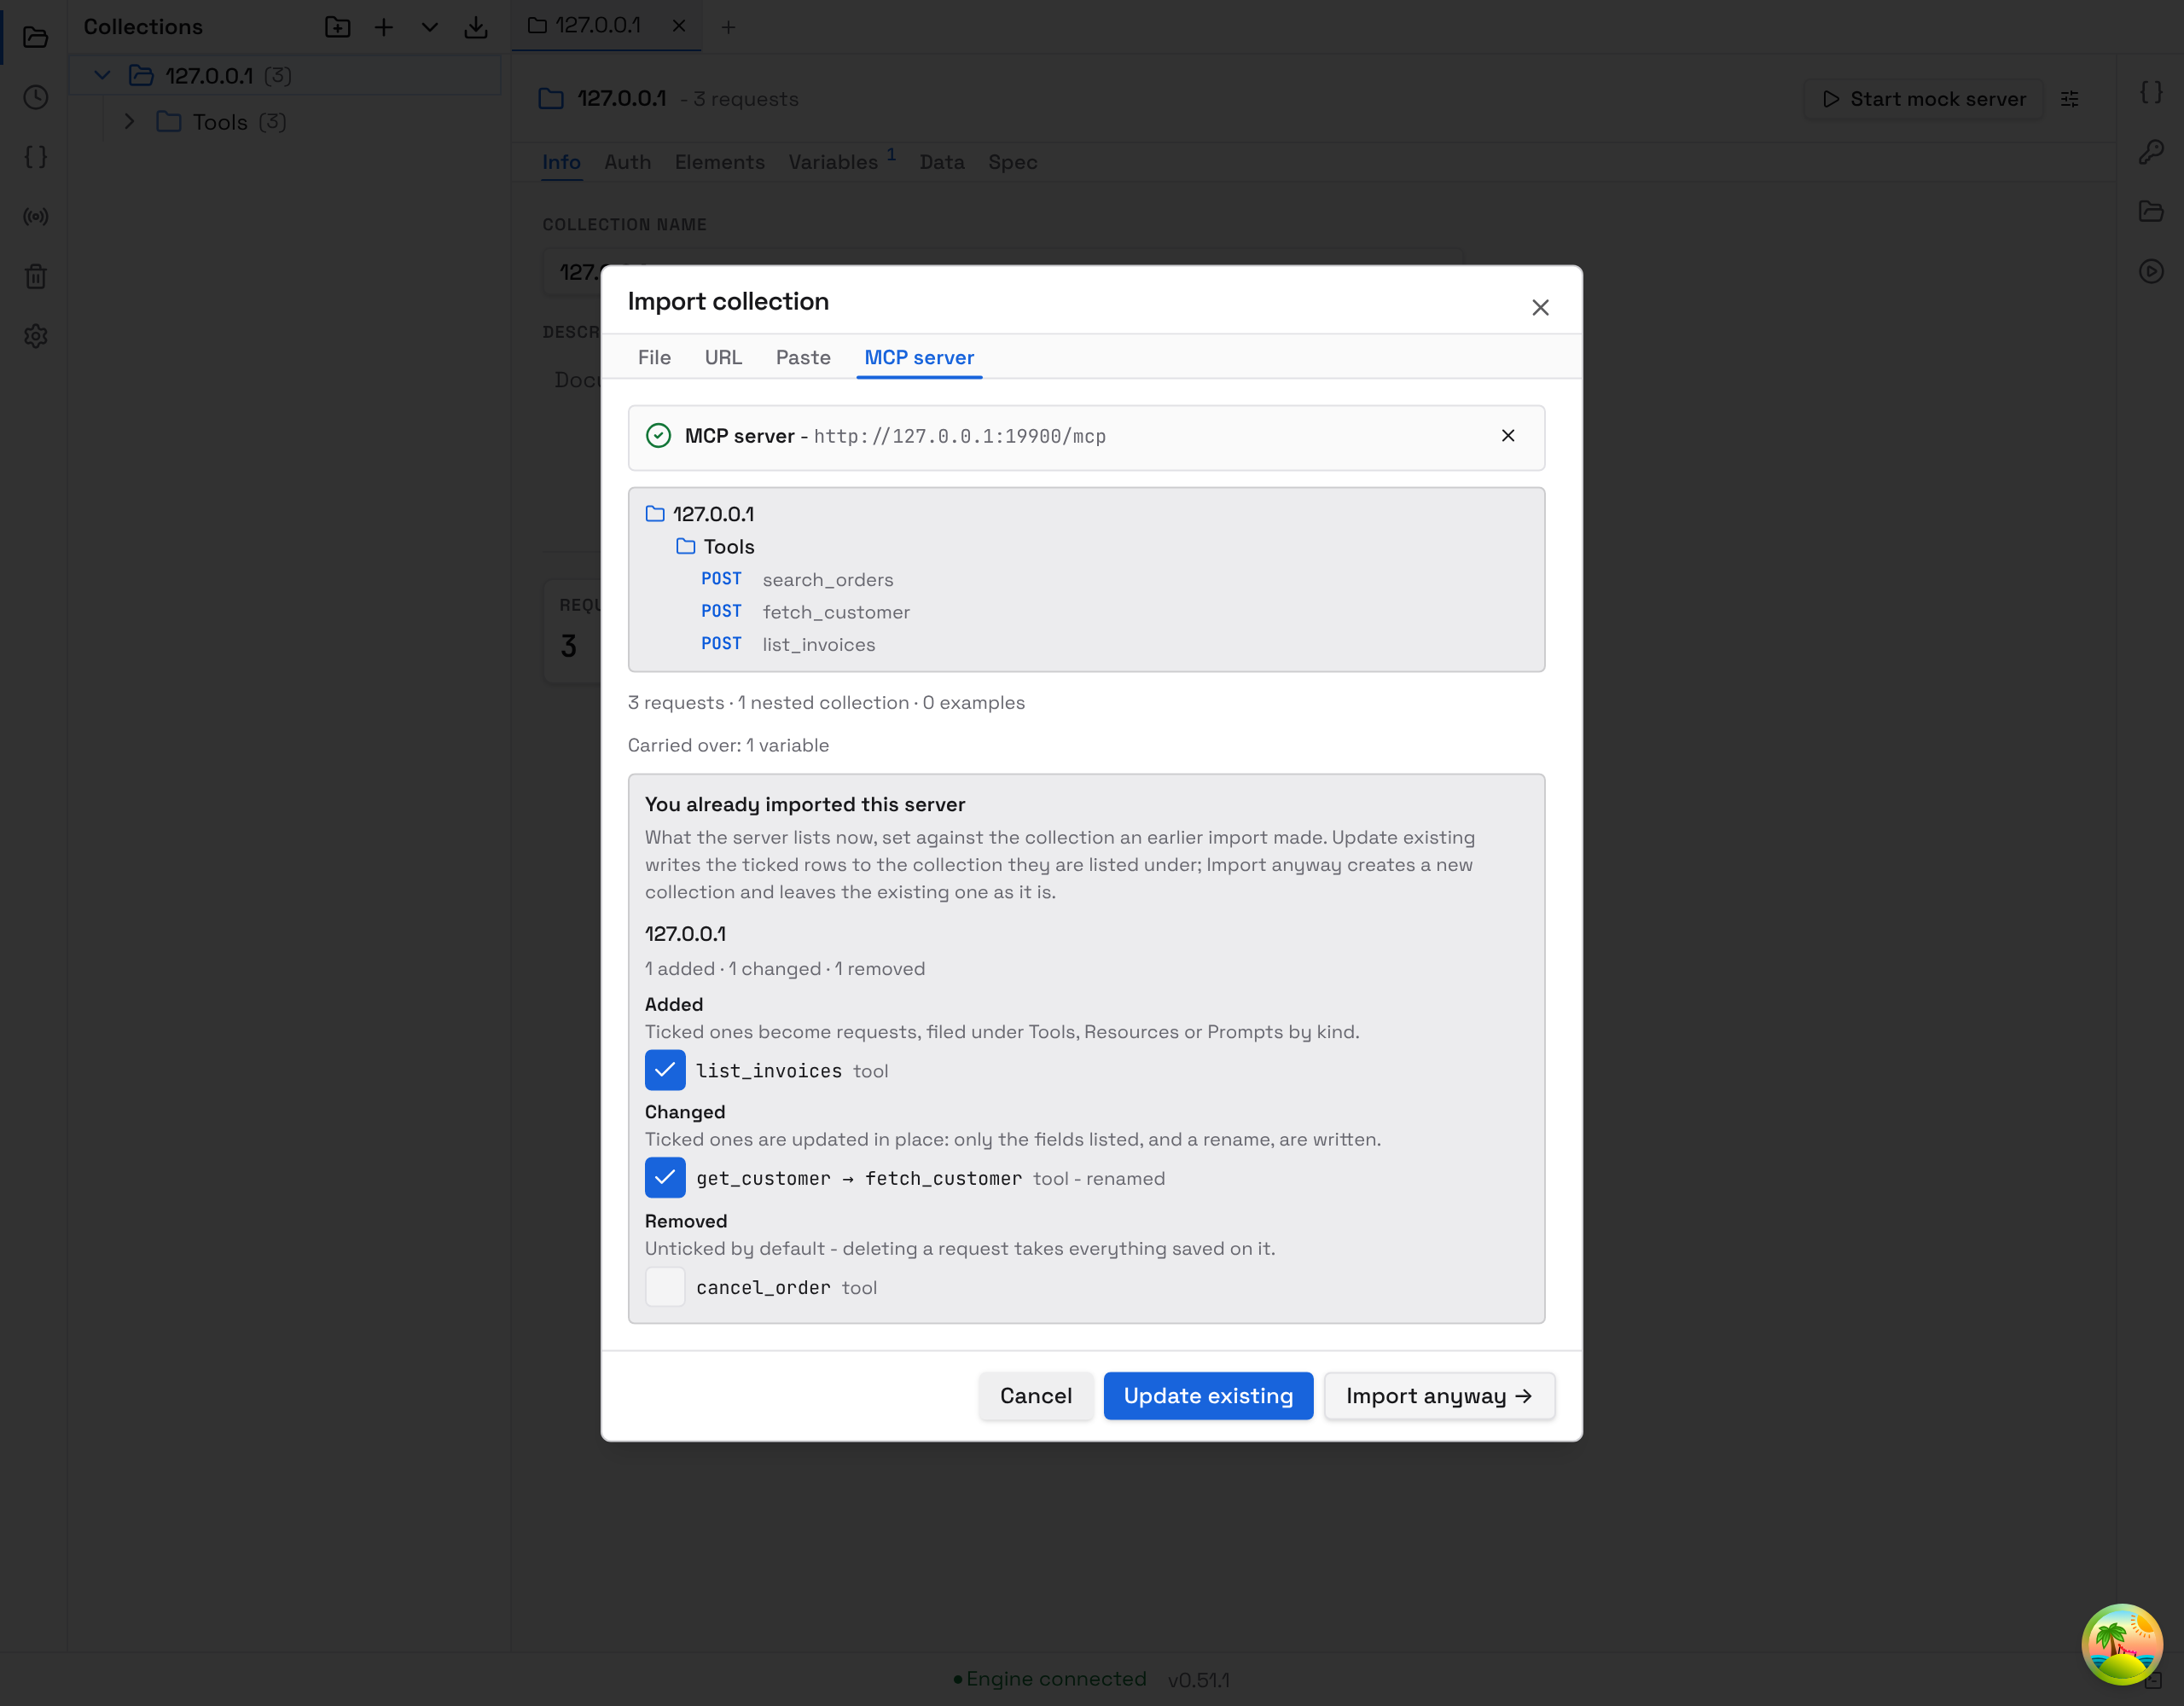 Collections
127.0.0.1
127.0.0.1 (3)
Tools (3)
127.0.0.1 - 3 requests
Start mock server
Info Auth Elements Variables 1 Data Spec
COLLECTION NAME
Import collection
File URL Paste MCP server
MCP server - http://127.0.0.1:19900/mcp
127.0.0.1
Tools
POST search_orders
POST fetch_customer
POST list_invoices
3
3 requests · 1 nested collection · 0 examples
Carried over: 1 variable
You already imported this server
What the server lists now, set against the collection an earlier import made. Update existing
writes the ticked rows to the collection they are listed under; Import anyway creates a new
collection and leaves the existing one as it is.
127.0.0.1
1 added · 1 changed · 1 removed
Added
Ticked ones become requests, filed under Tools, Resources or Prompts by kind.
list_invoices tool
Changed
Ticked ones are updated in place: only the fields listed, and a rename, are written.
get_customer → fetch_customer tool - renamed
Removed
Unticked by default - deleting a request takes everything saved on it.
cancel_order tool
Cancel Update existing Import anyway →
Engine connected v0.51.1